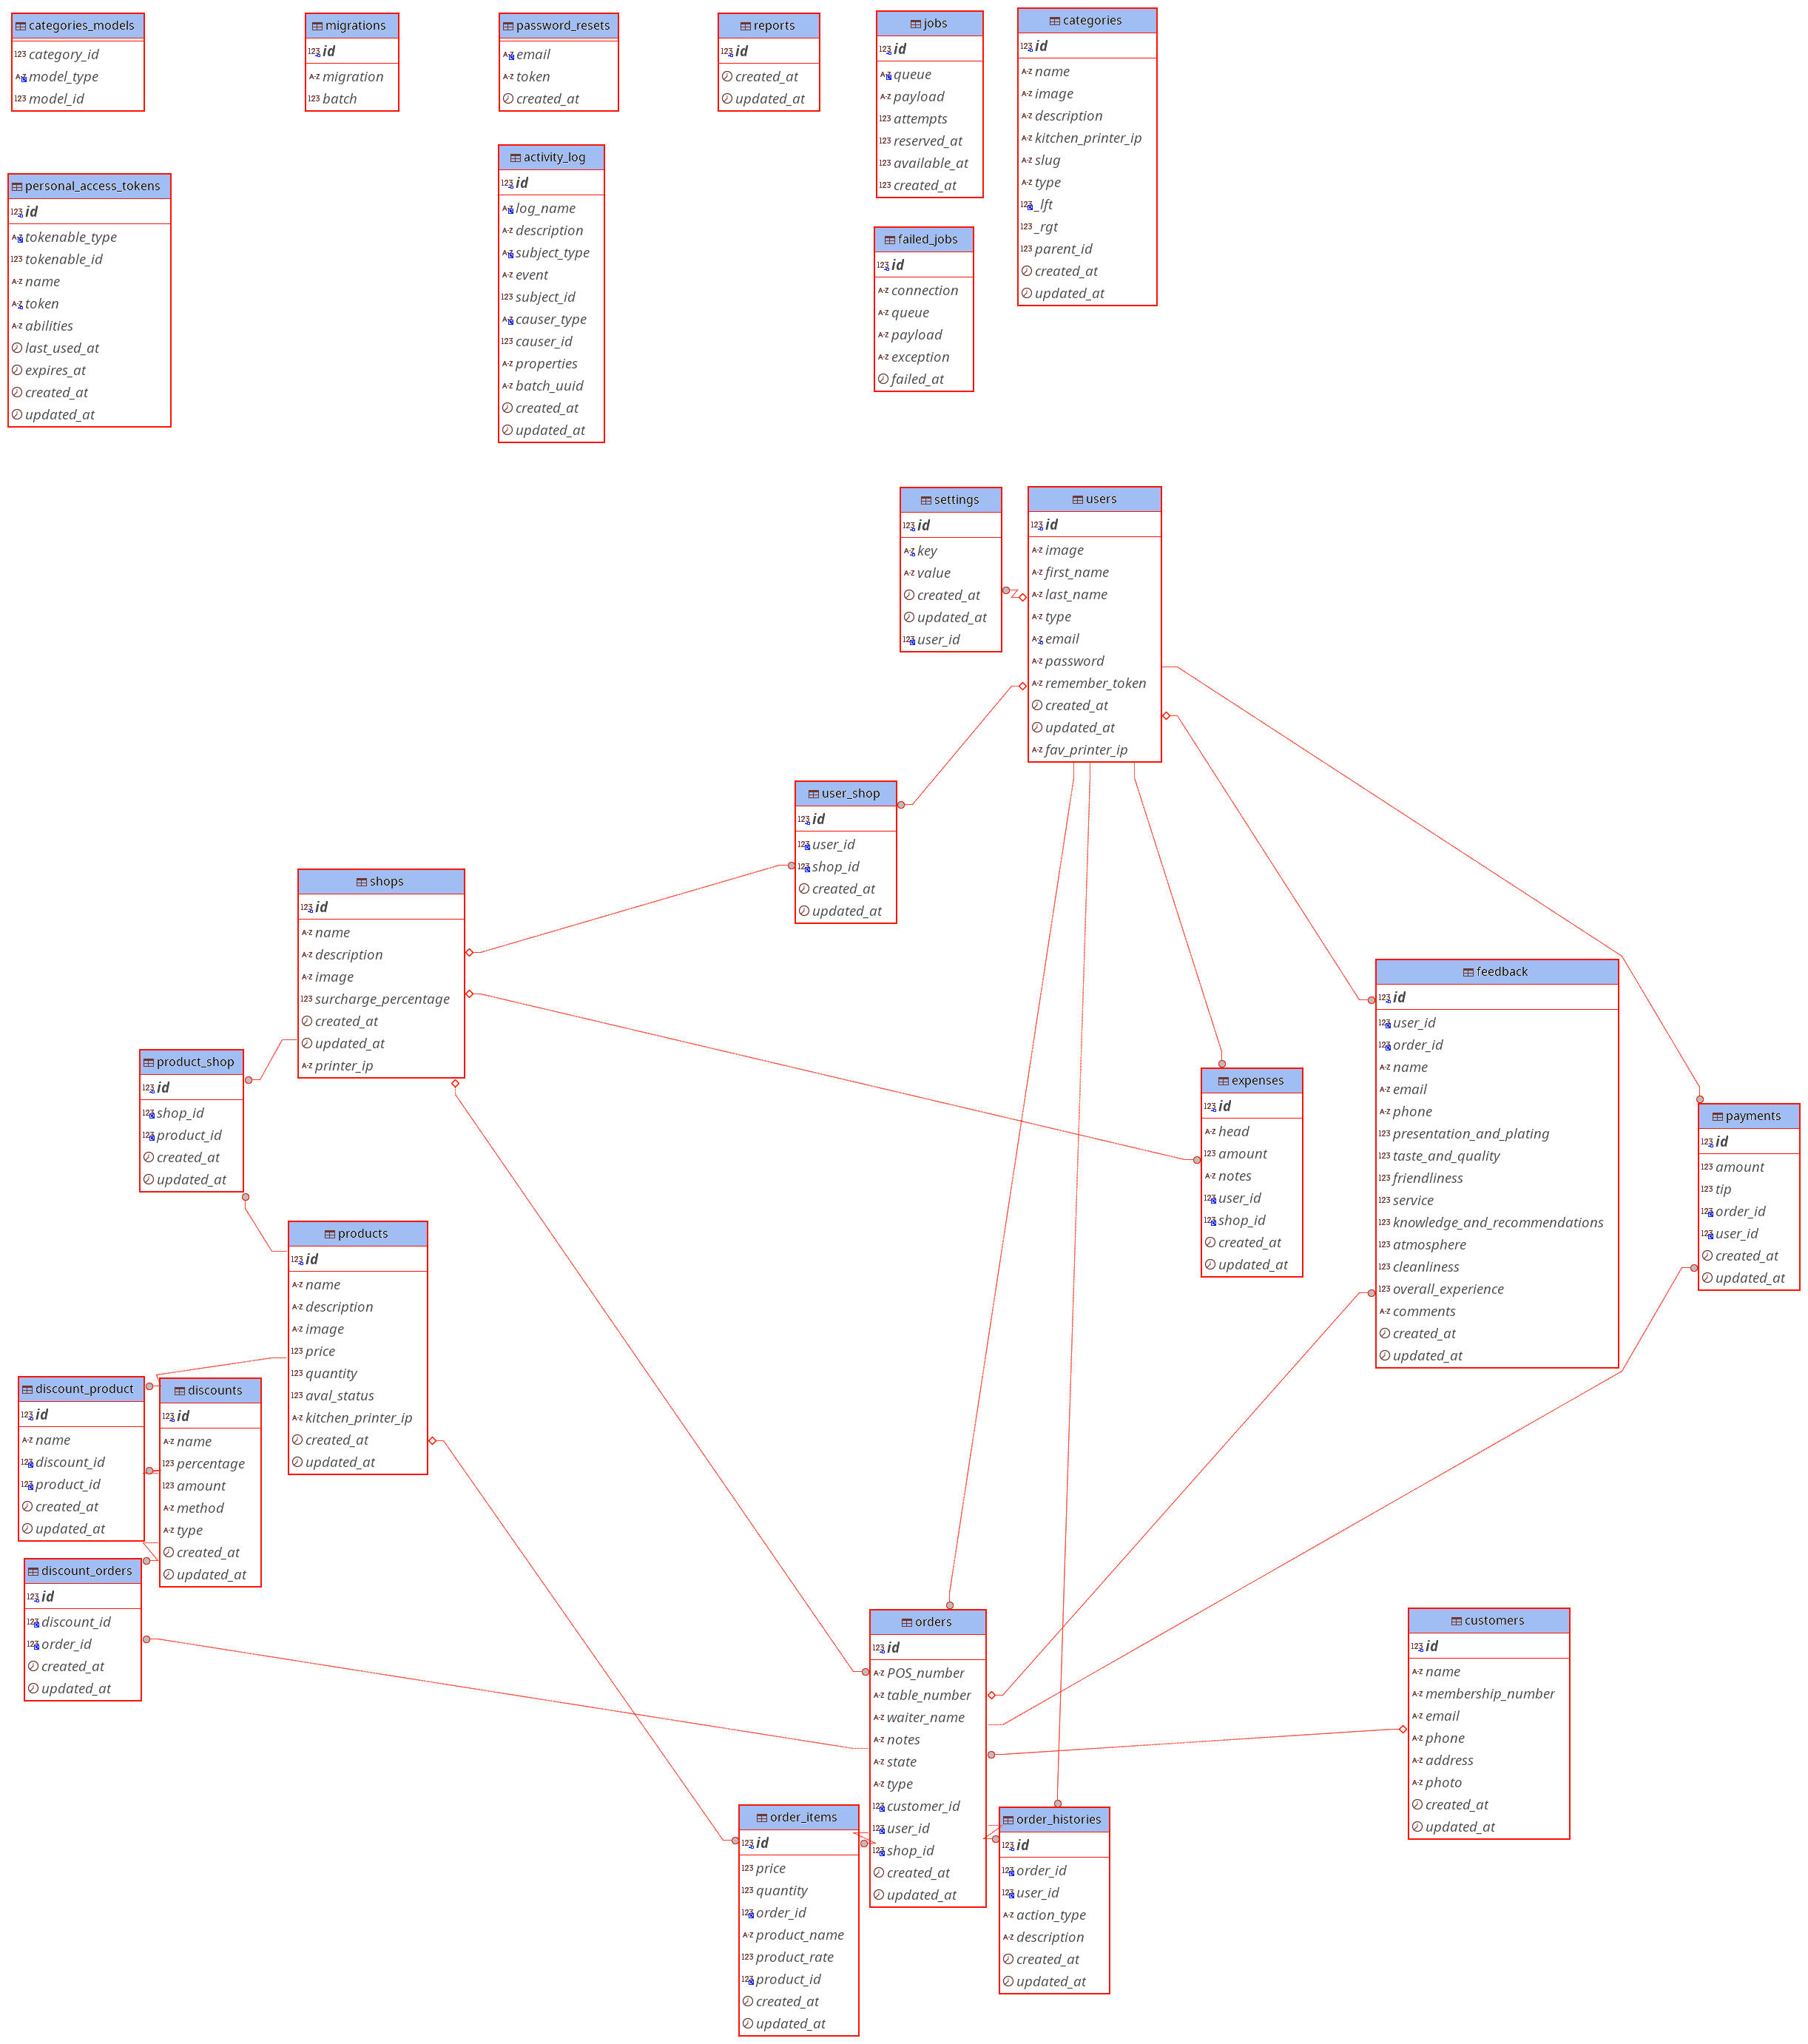 categories_models
category_id
model_type
model_id
migrations
id
migration
batch
password_resets
email
token
created_at
reports
id
created_at
updated_at
jobs
id
queue
payload
attempts
reserved_at
available_at
created_at
categories
id
name
image
description
kitchen_printer_ip
slug
type
_lft
_rgt
parent_id
created_at
updated_at
personal_access_tokens
id
tokenable_type
tokenable_id
name
token
abilities
last_used_at
expires_at
created_at
updated_at
activity_log
id
log_name
description
subject_type
event
subject_id
causer_type
causer_id
properties
batch_uuid
created_at
updated_at
failed_jobs
id
connection
queue
payload
exception
failed_at
settings
id
key
value
created_at
updated_at
user_id
users
id
image
first_name
last_name
type
email
password
remember_token
created_at
updated_at
fav_printer_ip
user_shop
id
user_id
shop_id
created_at
updated_at
shops
id
name
description
image
surcharge_percentage
created_at
updated_at
printer_ip
feedback
id
user_id
order_id
name
email
phone
presentation_and_plating
taste_and_quality
friendliness
service
knowledge_and_recommendations
atmosphere
cleanliness
overall_experience
comments
created_at
updated_at
product_shop
id
shop_id
product_id
created_at
updated_at
expenses
id
head
amount
notes
user_id
shop_id
created_at
updated_at
payments
id
amount
tip
order_id
user_id
created_at
updated_at
products
id
name
description
image
price
quantity
aval_status
kitchen_printer_ip
created_at
updated_at
discount_product
id
name
discount_id
product_id
created_at
updated_at
discounts
id
name
percentage
amount
method
type
created_at
updated_at
discount_orders
id
discount_id
order_id
created_at
updated_at
orders
id
POS_number
table_number
waiter_name
notes
state
type
customer_id
user_id
shop_id
created_at
updated_at
customers
id
name
membership_number
email
phone
address
photo
created_at
updated_at
order_items
id
price
quantity
order_id
product_name
product_rate
product_id
created_at
updated_at
order_histories
id
order_id
user_id
action_type
description
created_at
updated_at